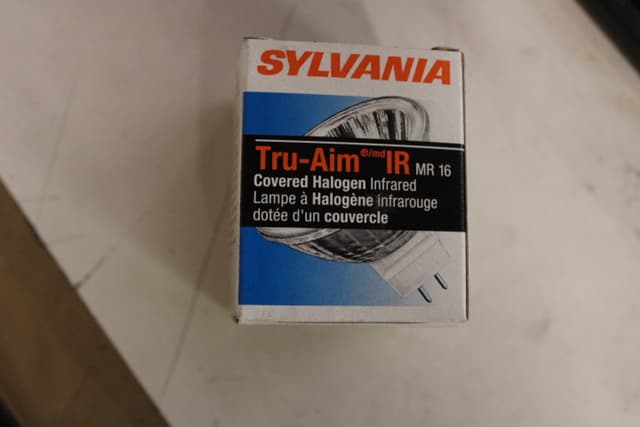 SYLVANIA
Tru-Aim®/md IR MR 16
Covered Halogen Infrared
Lampe à Halogène infrarouge
dotée d'un couvercle